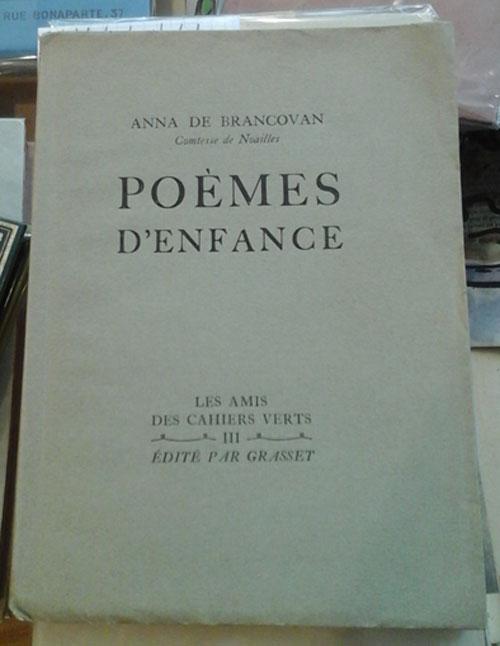 RUE BONAPARTE.37
ANNA DE BRANCOVAN
Comtesse de Noailles
POÈMES
D'ENFANCE
LES AMIS
DES CAHIERS VERTS
III
ÉDITÉ PAR GRASSET